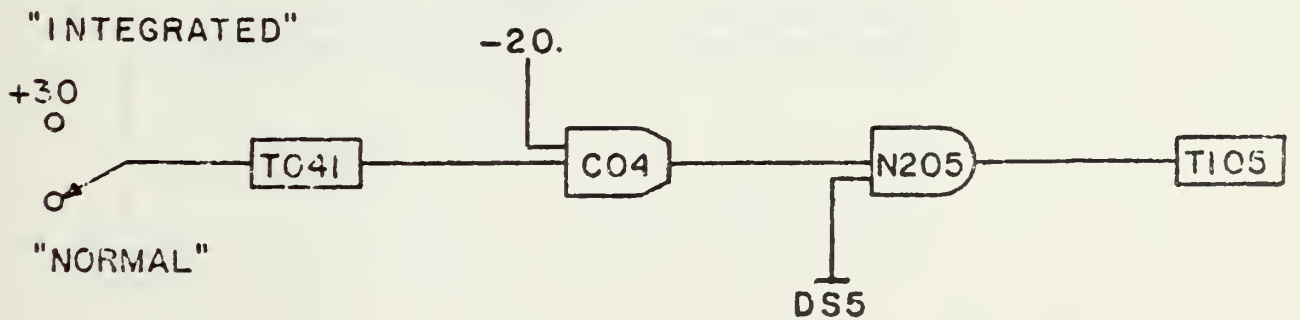 "INTEGRATED"
-20.
+30
T041
C04
N205
T105
"NORMAL"
DS5